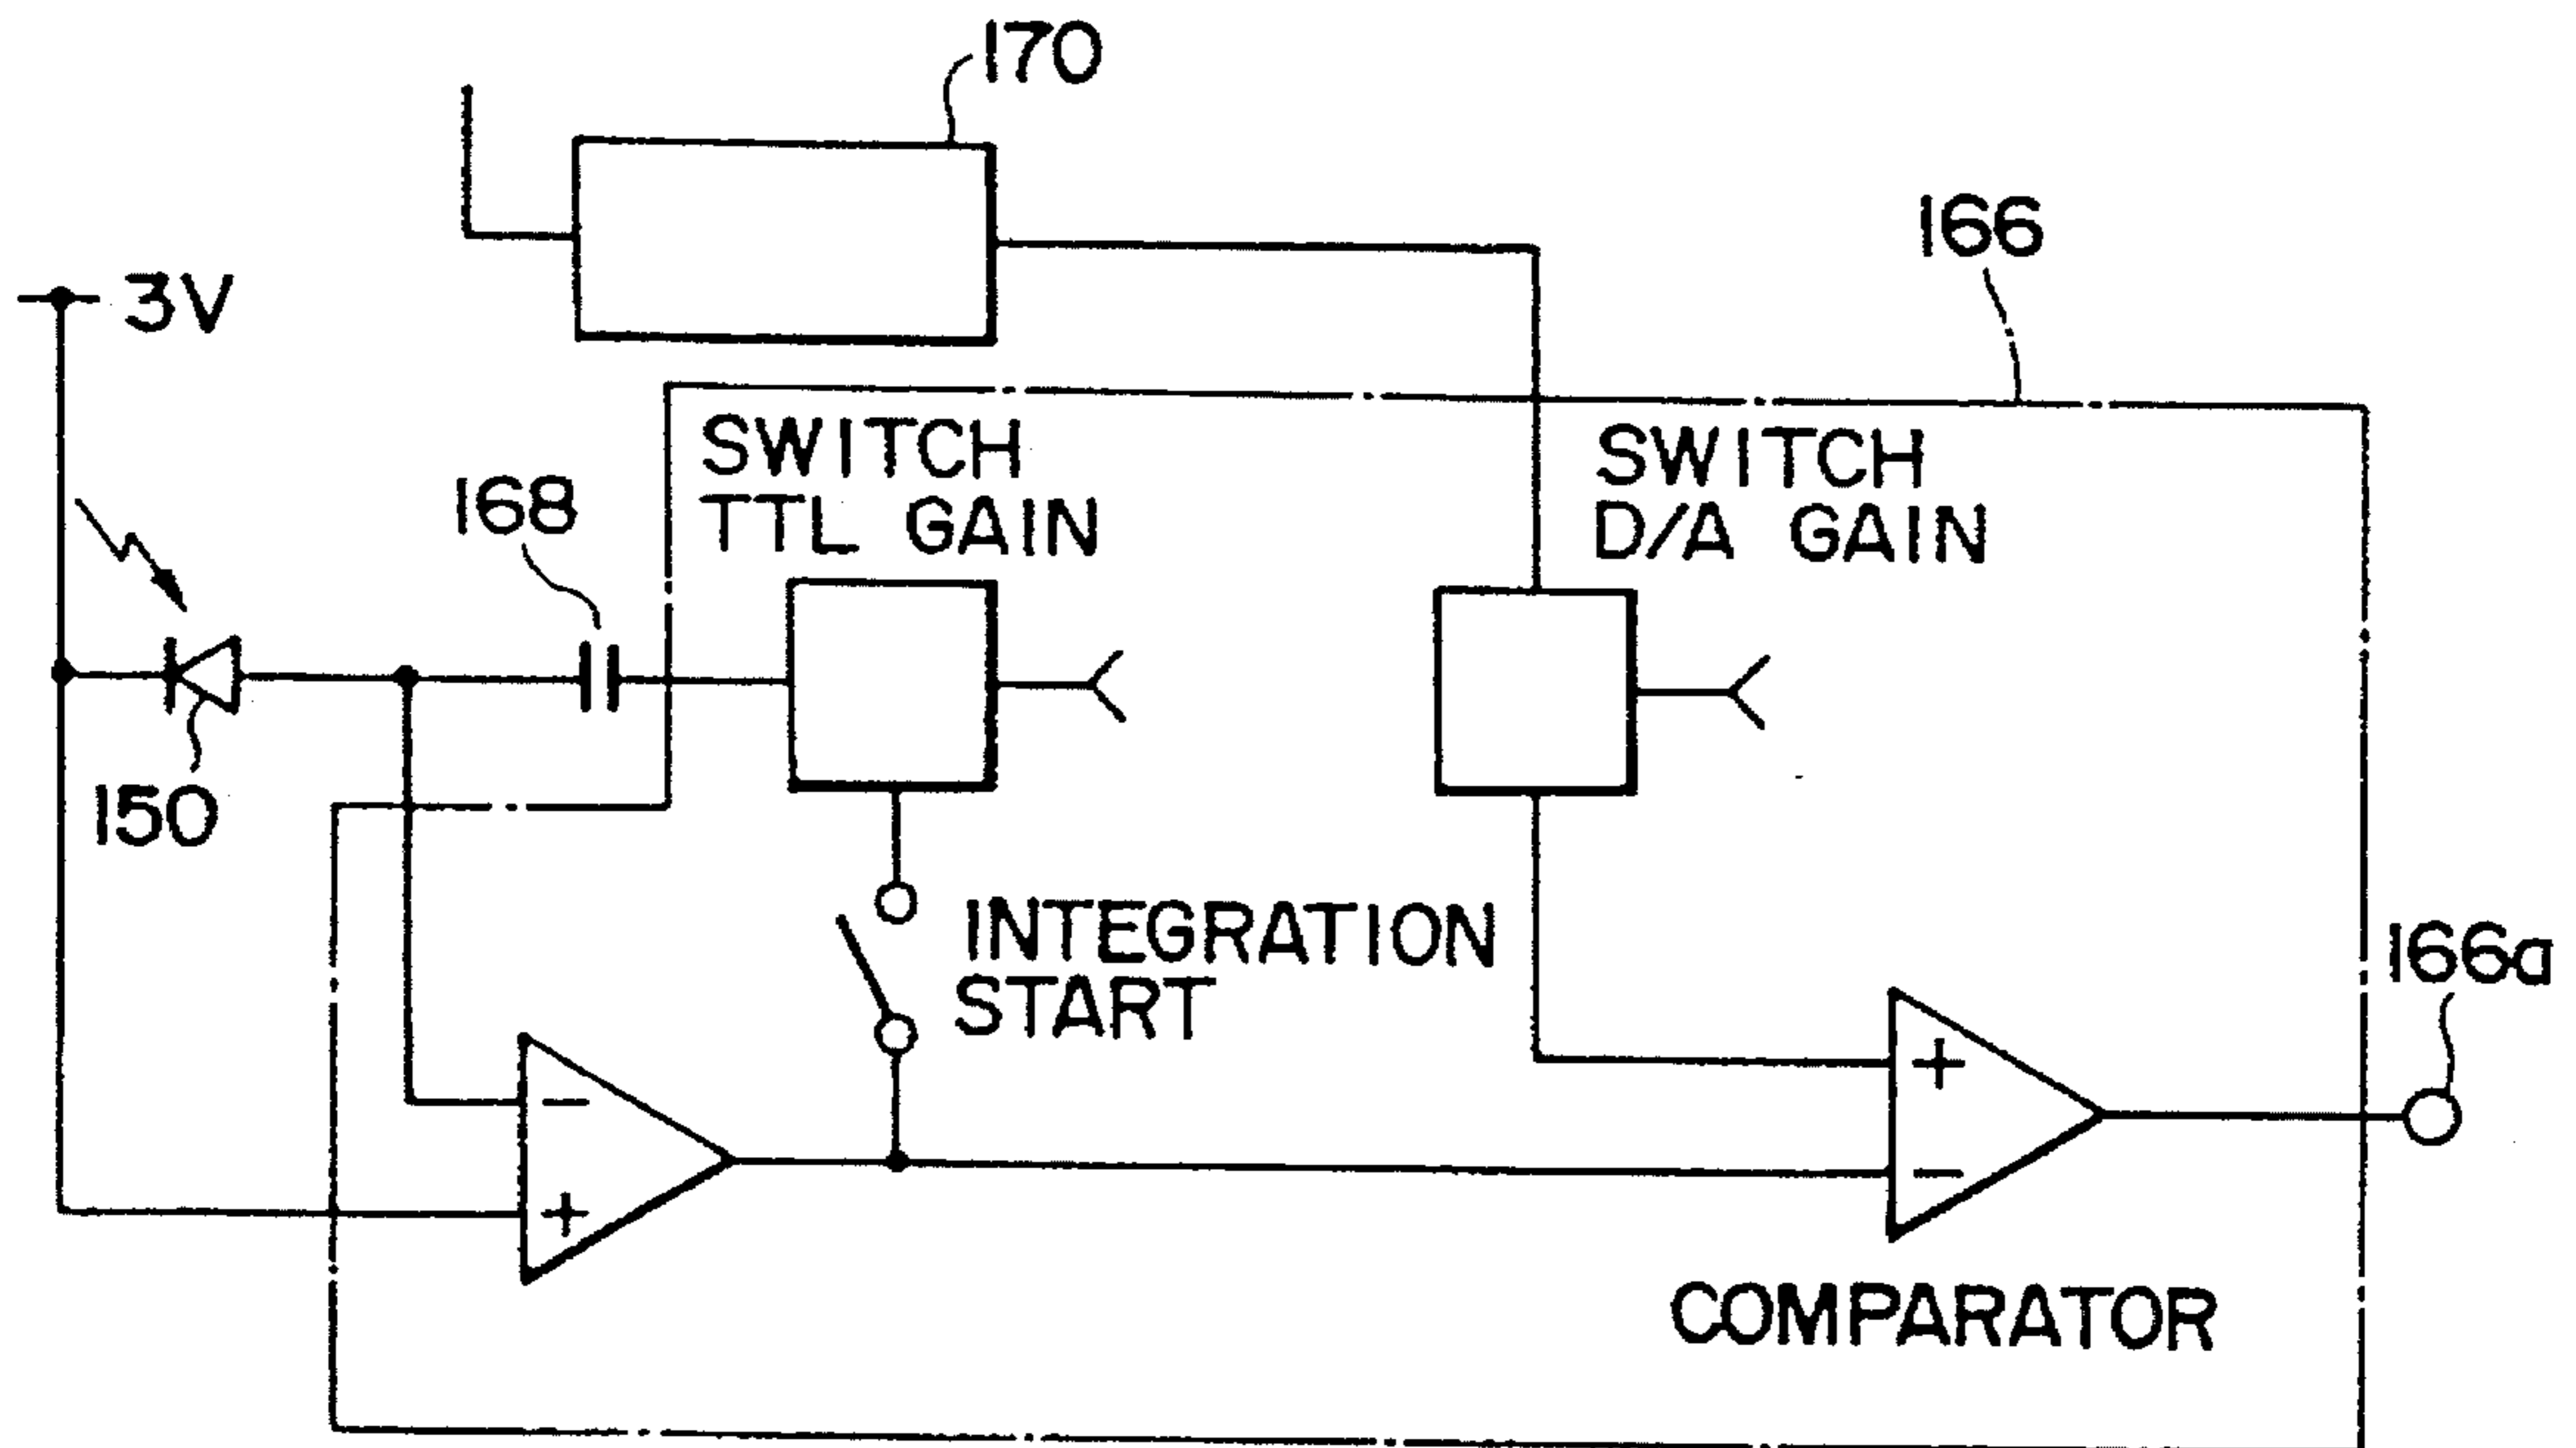 170
166
3V
SWITCH
TTL GAIN
SWITCH
D/A GAIN
168
150
INTEGRATION
START
166a
−
+
+
−
COMPARATOR